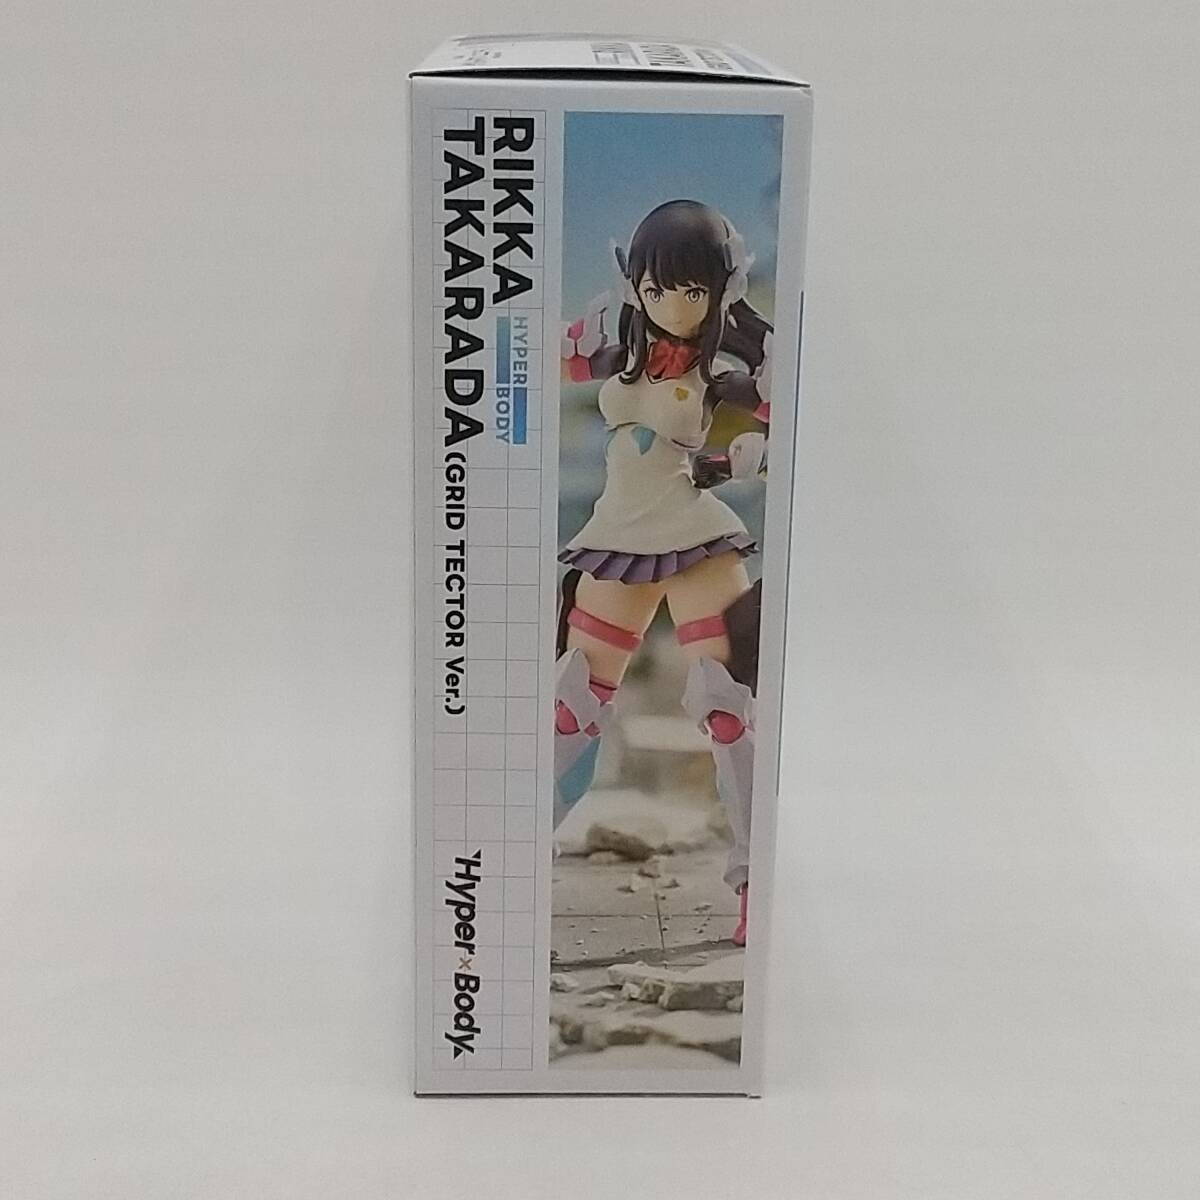 RIKKA
TAKARADA (GRID TECTOR Ver.)
HYPER
BODY
Hyper×Body